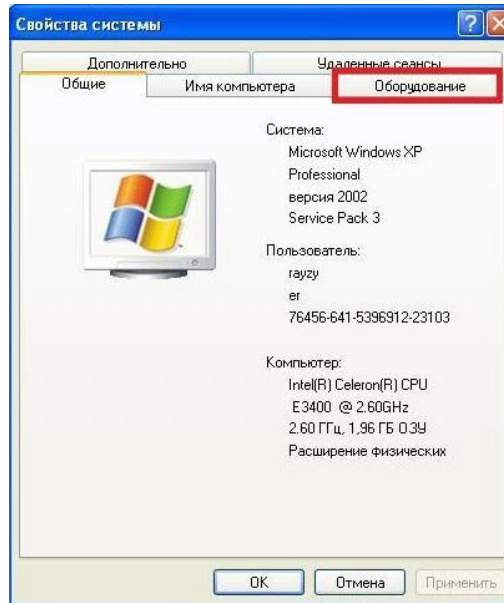 Свойства системы
Дополнительно
Удаленные сеансы
Общие
Имя компьютера
Оборудование
Система:
Microsoft Windows XP
Professional
версия 2002
Service Pack 3
Пользователь:
rayzy
er
76456-641-5396912-23103
Компьютер:
Intel(R) Celeron(R) CPU
E3400 @ 2.60GHz
2.60 ГГц, 1,96 ГБ ОЗУ
Расширение физических
OK
Отмена
Применить